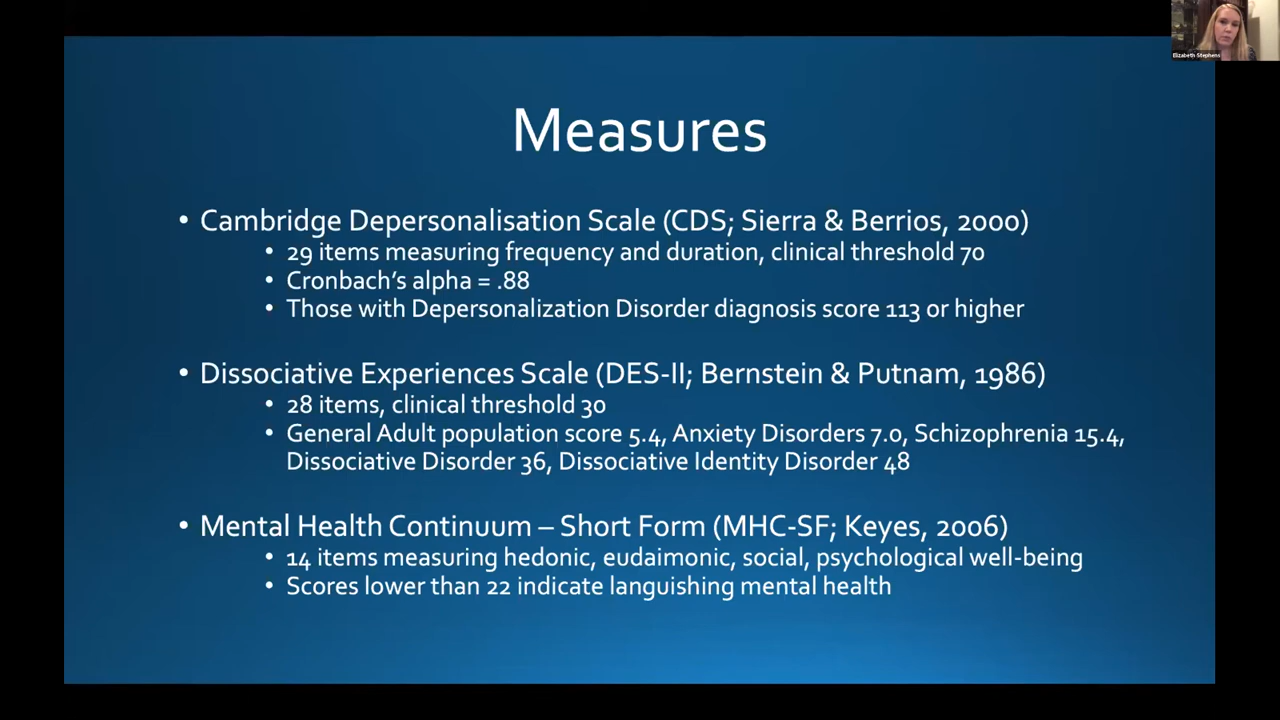 Elizabeth Stephens
Measures
• Cambridge Depersonalisation Scale (CDS; Sierra & Berrios, 2000)
• 29 items measuring frequency and duration, clinical threshold 70
• Cronbach's alpha = .88
• Those with Depersonalization Disorder diagnosis score 113 or higher
• Dissociative Experiences Scale (DES-II; Bernstein & Putnam, 1986)
• 28 items, clinical threshold 30
• General Adult population score 5.4, Anxiety Disorders 7.0, Schizophrenia 15.4,
Dissociative Disorder 36, Dissociative Identity Disorder 48
• Mental Health Continuum – Short Form (MHC-SF; Keyes, 2006)
• 14 items measuring hedonic, eudaimonic, social, psychological well-being
• Scores lower than 22 indicate languishing mental health